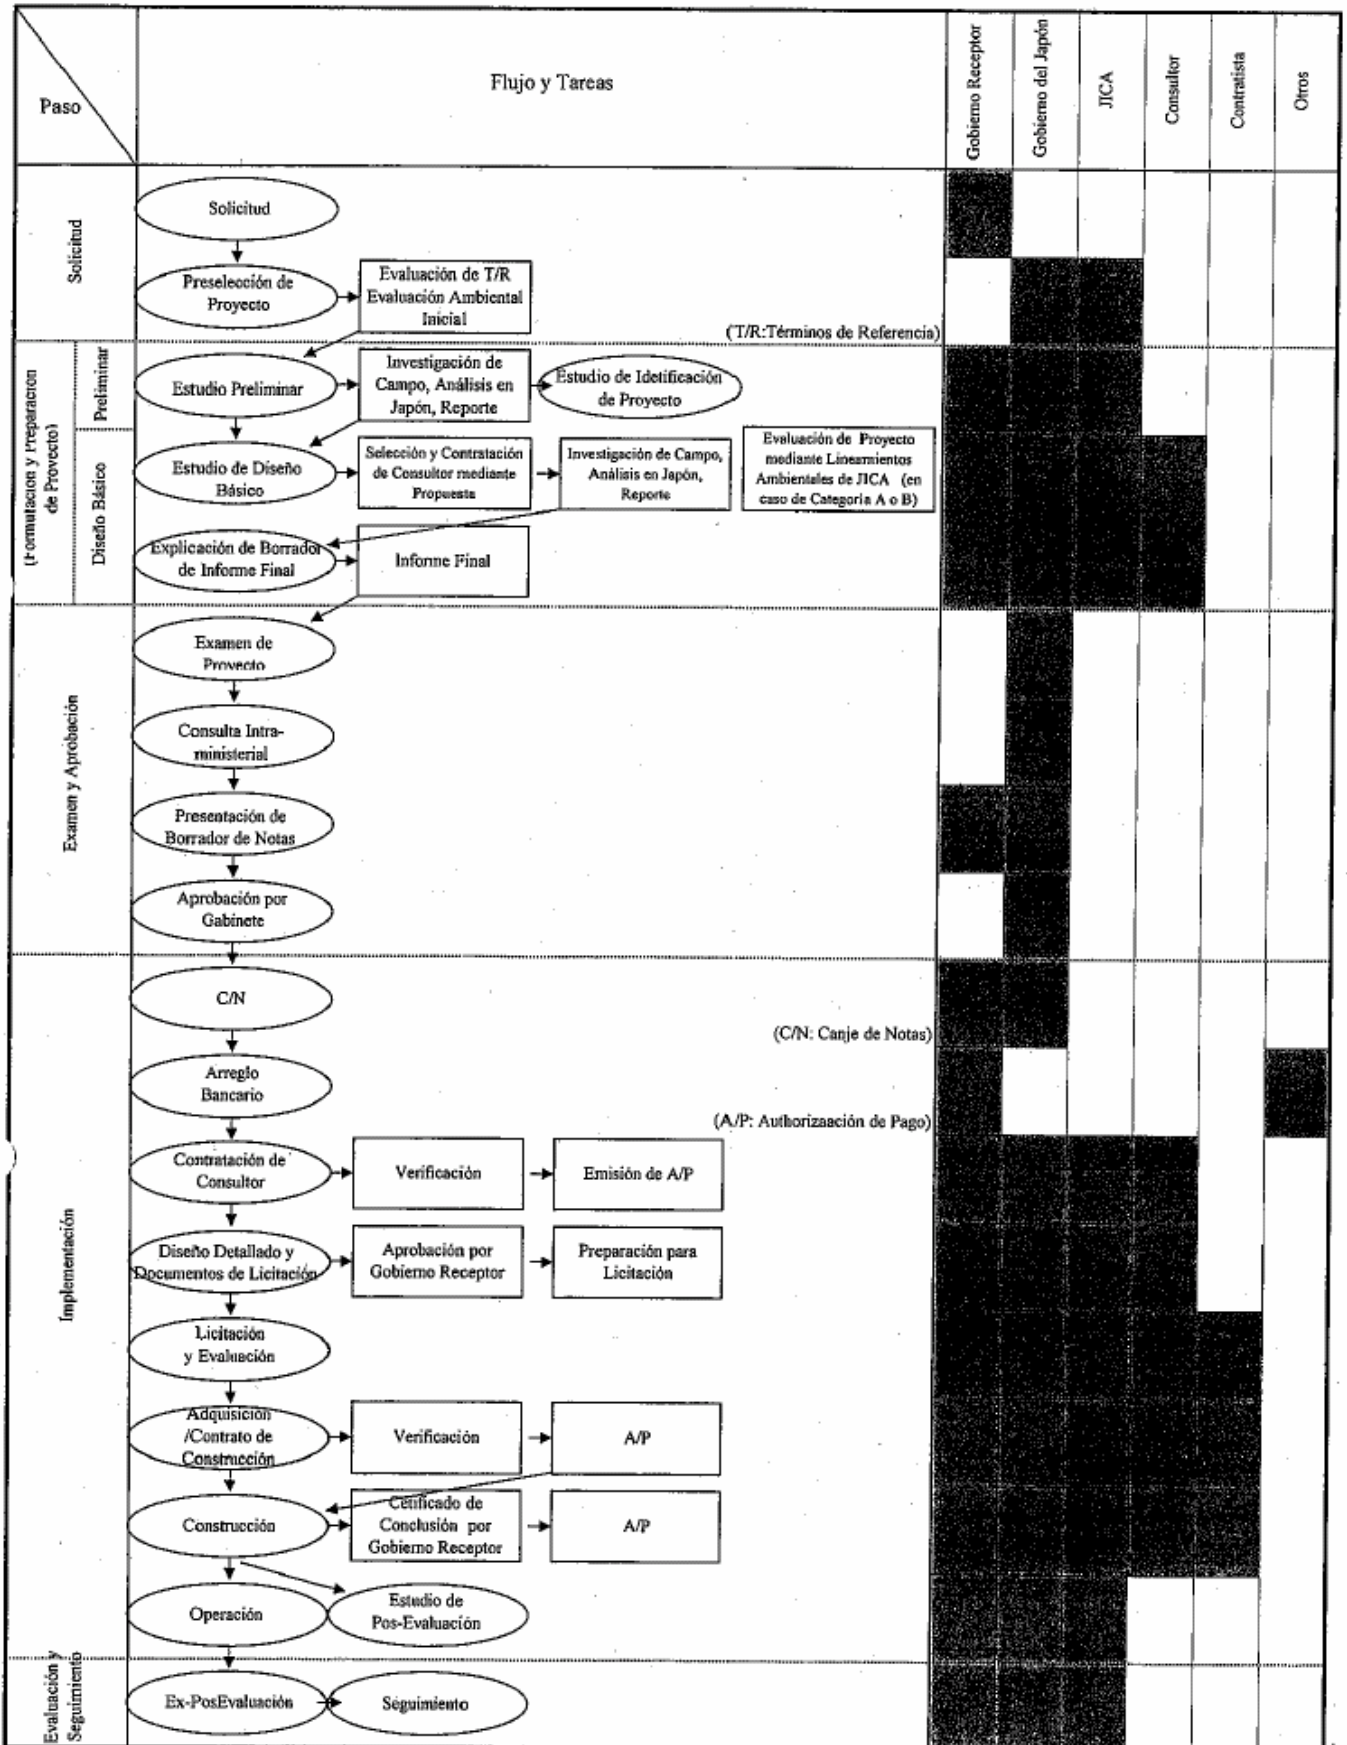 Paso
Flujo y Tareas
Gobierno Receptor
Gobierno del Japón
JICA
Consultor
Contratista
Otros
Solicitud
Solicitud
Preselección de
Proyecto
Evaluación de T/R
Evaluación Ambiental
Inicial
(T/R:Términos de Referencia)
(Formulacion y Preparacion
de Proyecto)
Preliminar
Estudio Preliminar
Investigación de
Campo, Análisis en
Japón, Reporte
Estudio de Idetificación
de Proyecto
Diseño Básico
Estudio de Diseño
Básico
Selección y Contratación
de Consultor mediante
Propuesta
Investigación de Campo,
Análisis en Japón,
Reporte
Evaluación de Proyecto
mediante Lineamientos
Ambientales de JICA (en
caso de Categoría A o B)
Explicación de Borrador
de Informe Final
Informe Final
Examen y Aprobación
Examen de
Proyecto
Consulta Intra-
ministerial
Presentación de
Borrador de Notas
Aprobación por
Gabinete
Implementación
C/N
(C/N: Canje de Notas)
Arreglo
Bancario
(A/P: Authorizaación de Pago)
Contratación de
Consultor
Verificación
Emisión de A/P
Diseño Detallado y
Documentos de Licitación
Aprobación por
Gobierno Receptor
Preparación para
Licitación
Licitación
y Evaluación
Adquisición
/Contrato de
Construcción
Verificación
A/P
Construcción
Cetificado de
Conclusión por
Gobierno Receptor
A/P
Operación
Estudio de
Pos-Evaluación
Evaluación y
Seguimiento
Ex-PosEvaluación
Seguimiento